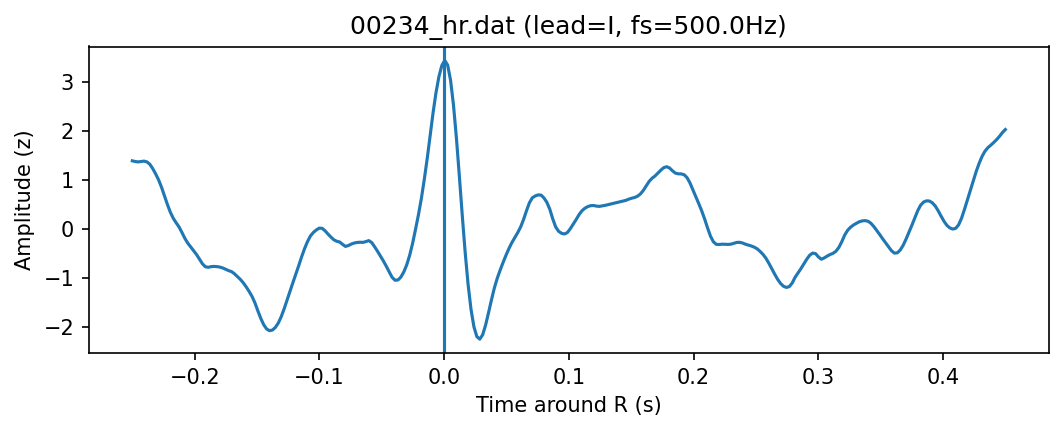 00234_hr.dat (lead=I, fs=500.0Hz)
Amplitude (z)
3
2
1
0
−1
−2
−0.2 −0.1 0.0 0.1 0.2 0.3 0.4
Time around R (s)